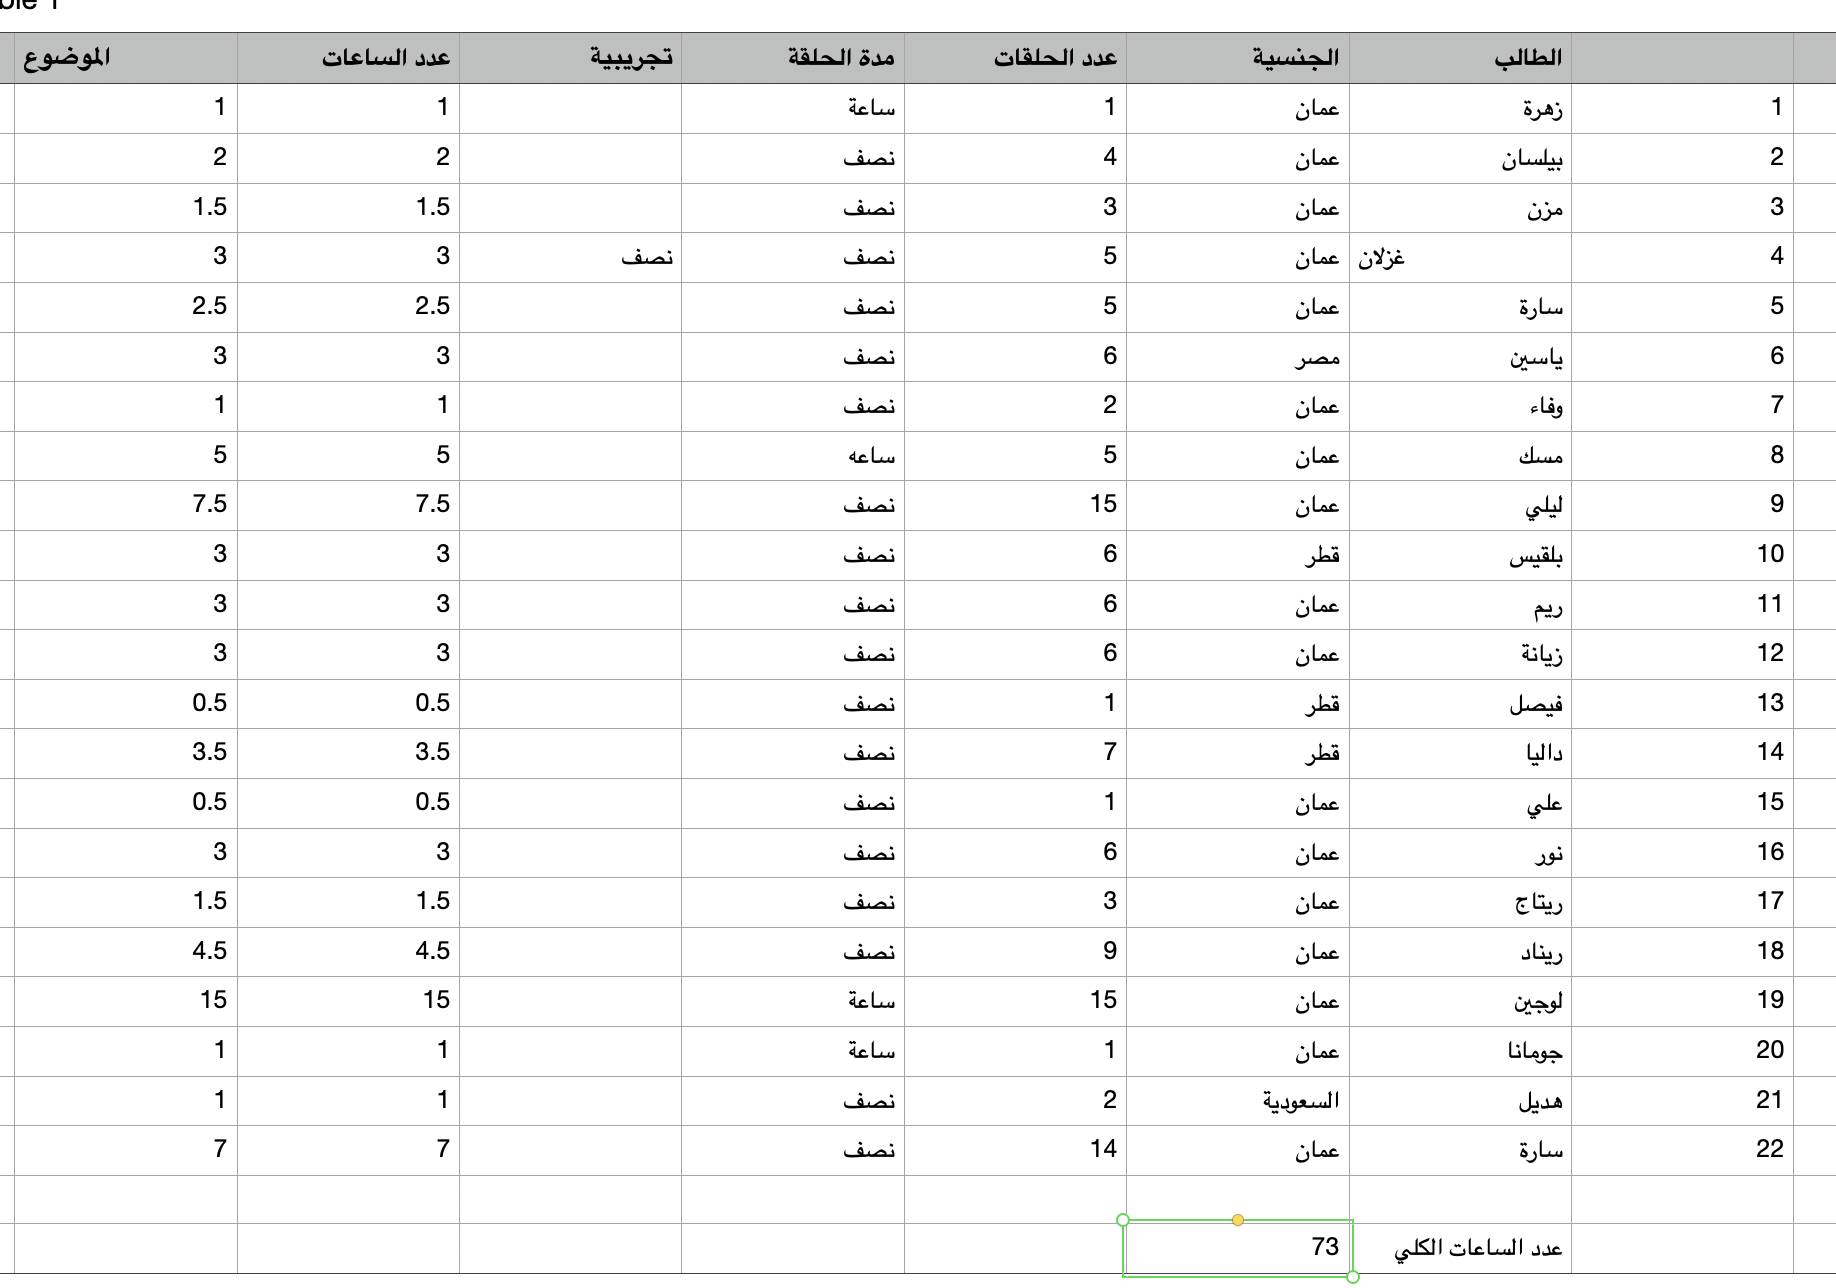 الطالب الجنسية عدد الحلقات مدة الحلقة تجريبية عدد الساعات الموضوع
1 زهرة عمان 1 ساعة 1 1
2 بيلسان عمان 4 نصف 2 2
3 مزن عمان 3 نصف 1.5 1.5
4 غزلان عمان 5 نصف نصف 3 3
5 سارة عمان 5 نصف 2.5 2.5
6 ياسين مصر 6 نصف 3 3
7 وفاء عمان 2 نصف 1 1
8 مسك عمان 5 ساعه 5 5
9 ليلي عمان 15 نصف 7.5 7.5
10 بلقيس قطر 6 نصف 3 3
11 ريم عمان 6 نصف 3 3
12 زيانة عمان 6 نصف 3 3
13 فيصل قطر 1 نصف 0.5 0.5
14 داليا قطر 7 نصف 3.5 3.5
15 علي عمان 1 نصف 0.5 0.5
16 نور عمان 6 نصف 3 3
17 ريتاج عمان 3 نصف 1.5 1.5
18 ريناد عمان 9 نصف 4.5 4.5
19 لوجين عمان 15 ساعة 15 15
20 جومانا عمان 1 ساعة 1 1
21 هديل السعودية 2 نصف 1 1
22 سارة عمان 14 نصف 7 7
عدد الساعات الكلي 73